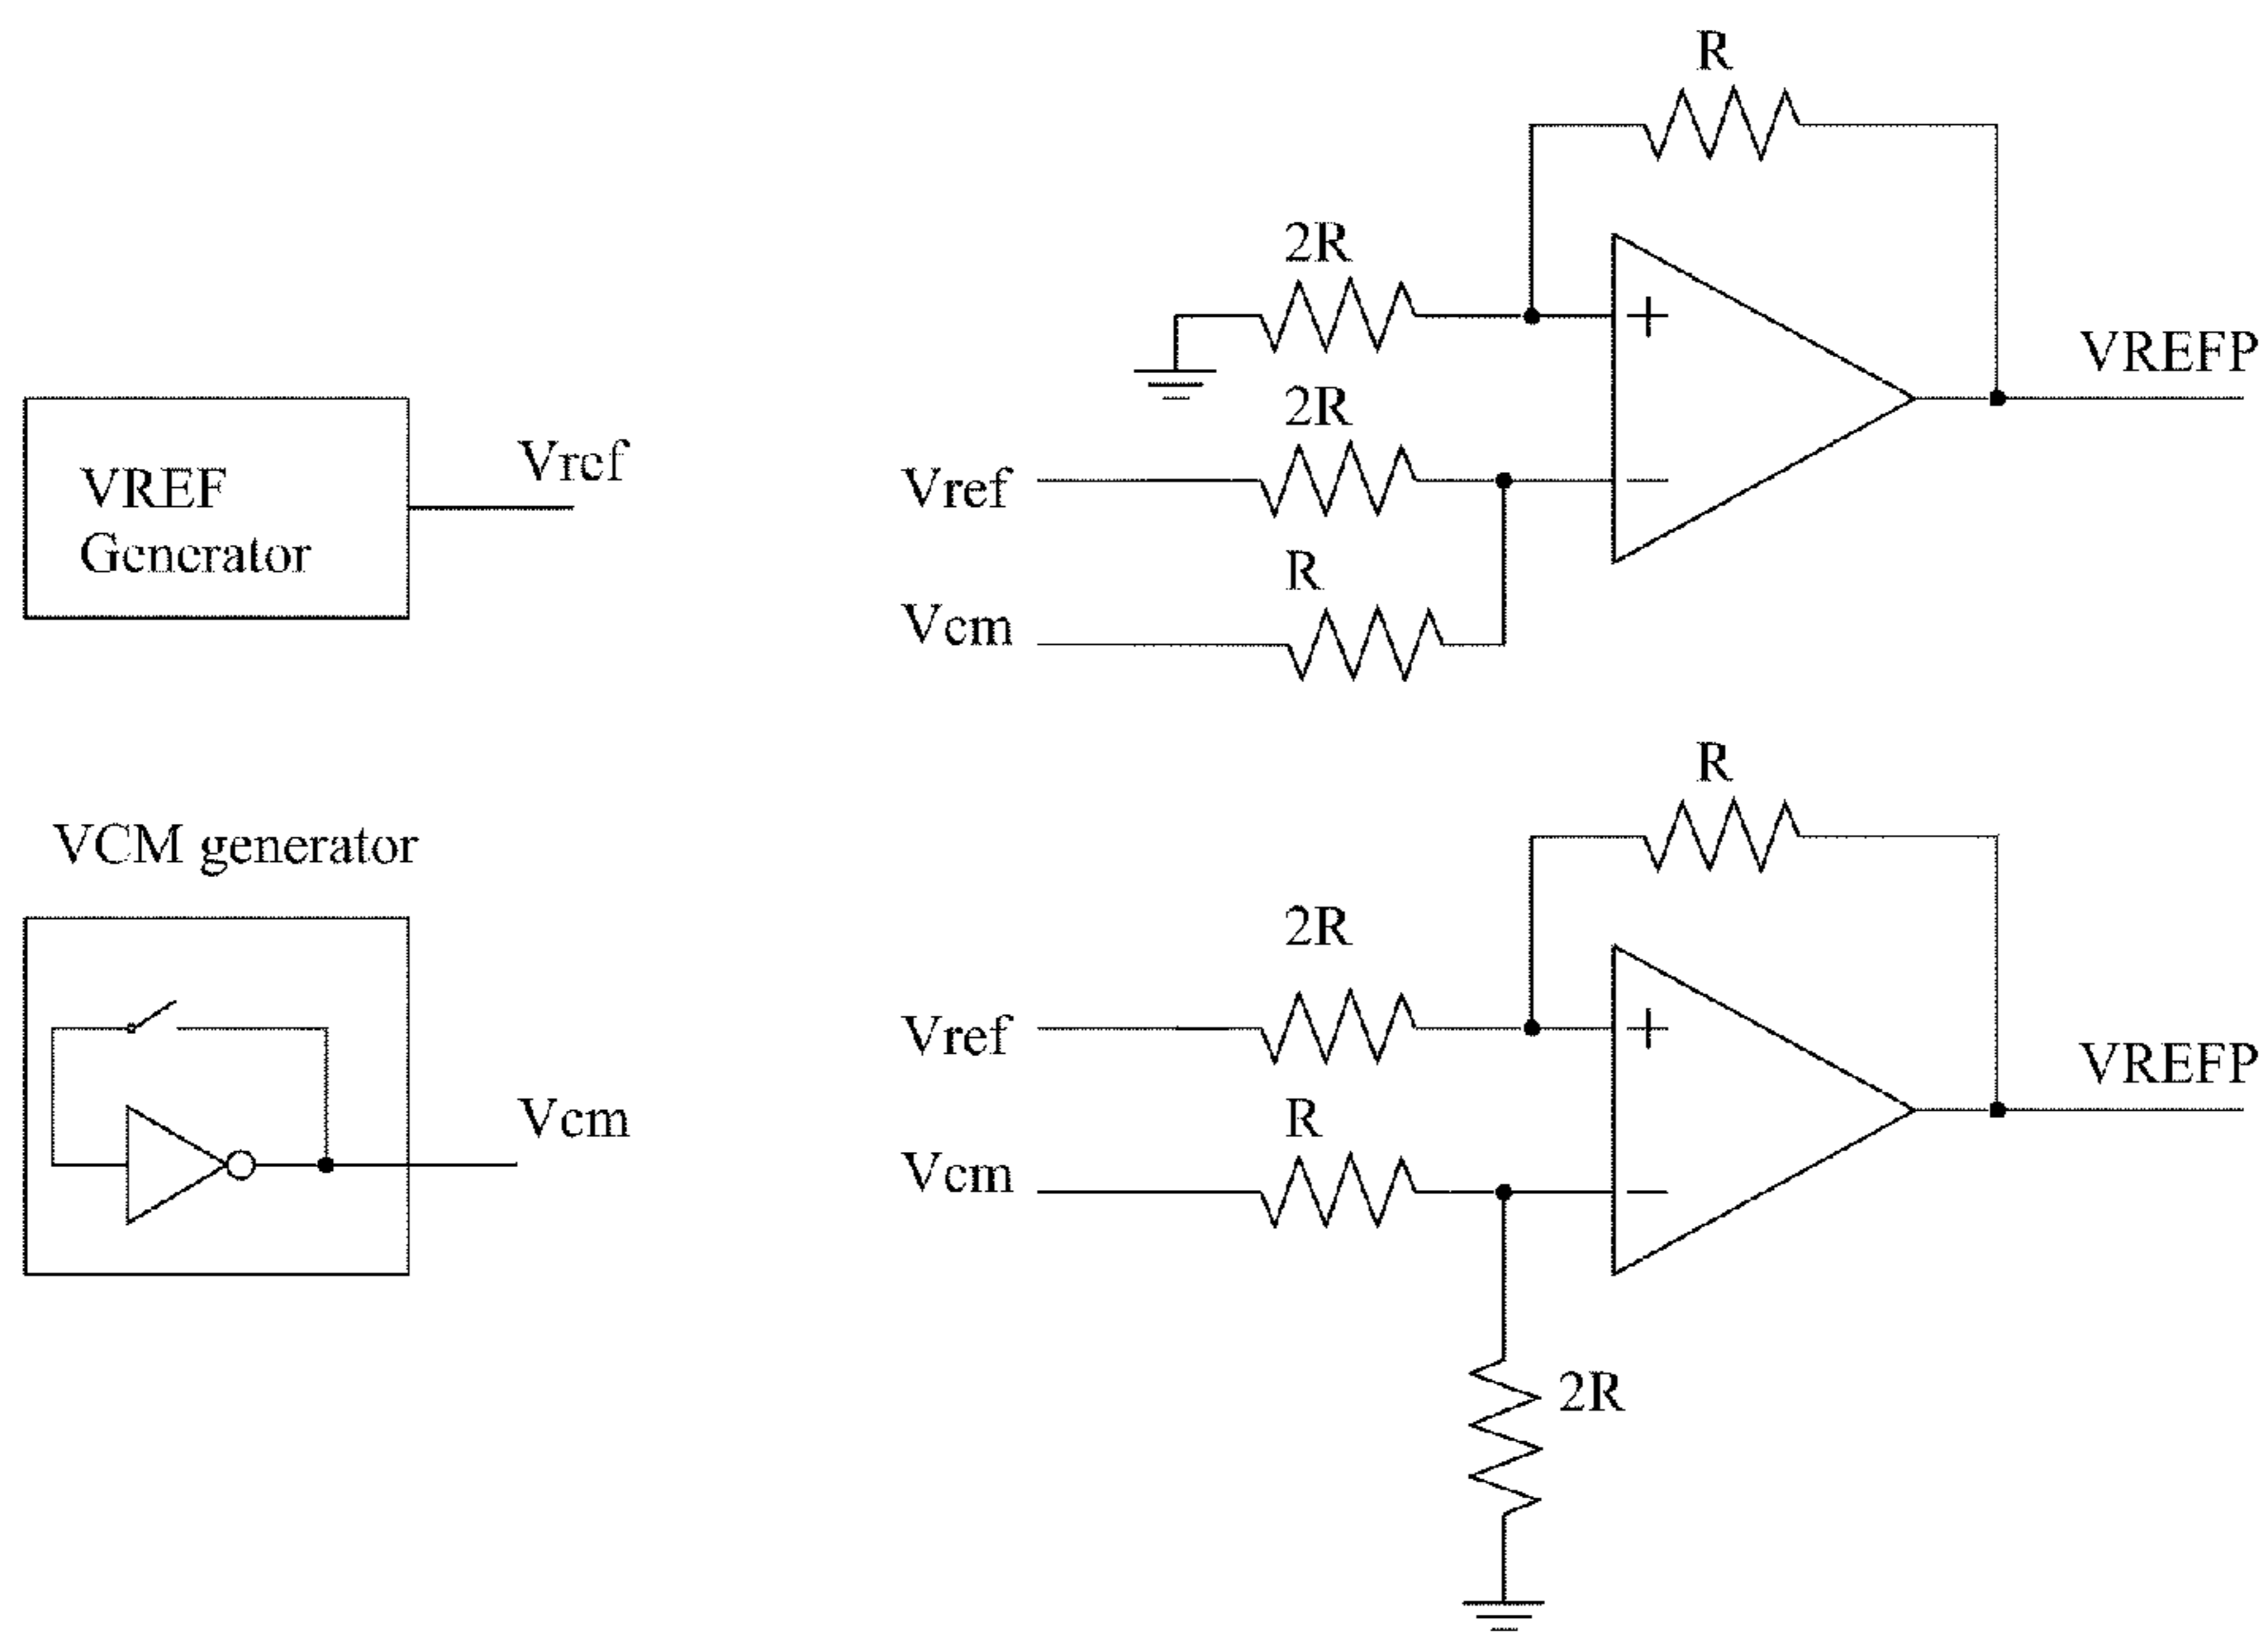 VREF
Generator
Vref
VCM generator
Vcm
R
2R
+
2R
Vref
−
R
Vcm
VREFP
R
2R
Vref
+
R
Vcm
−
VREFP
2R